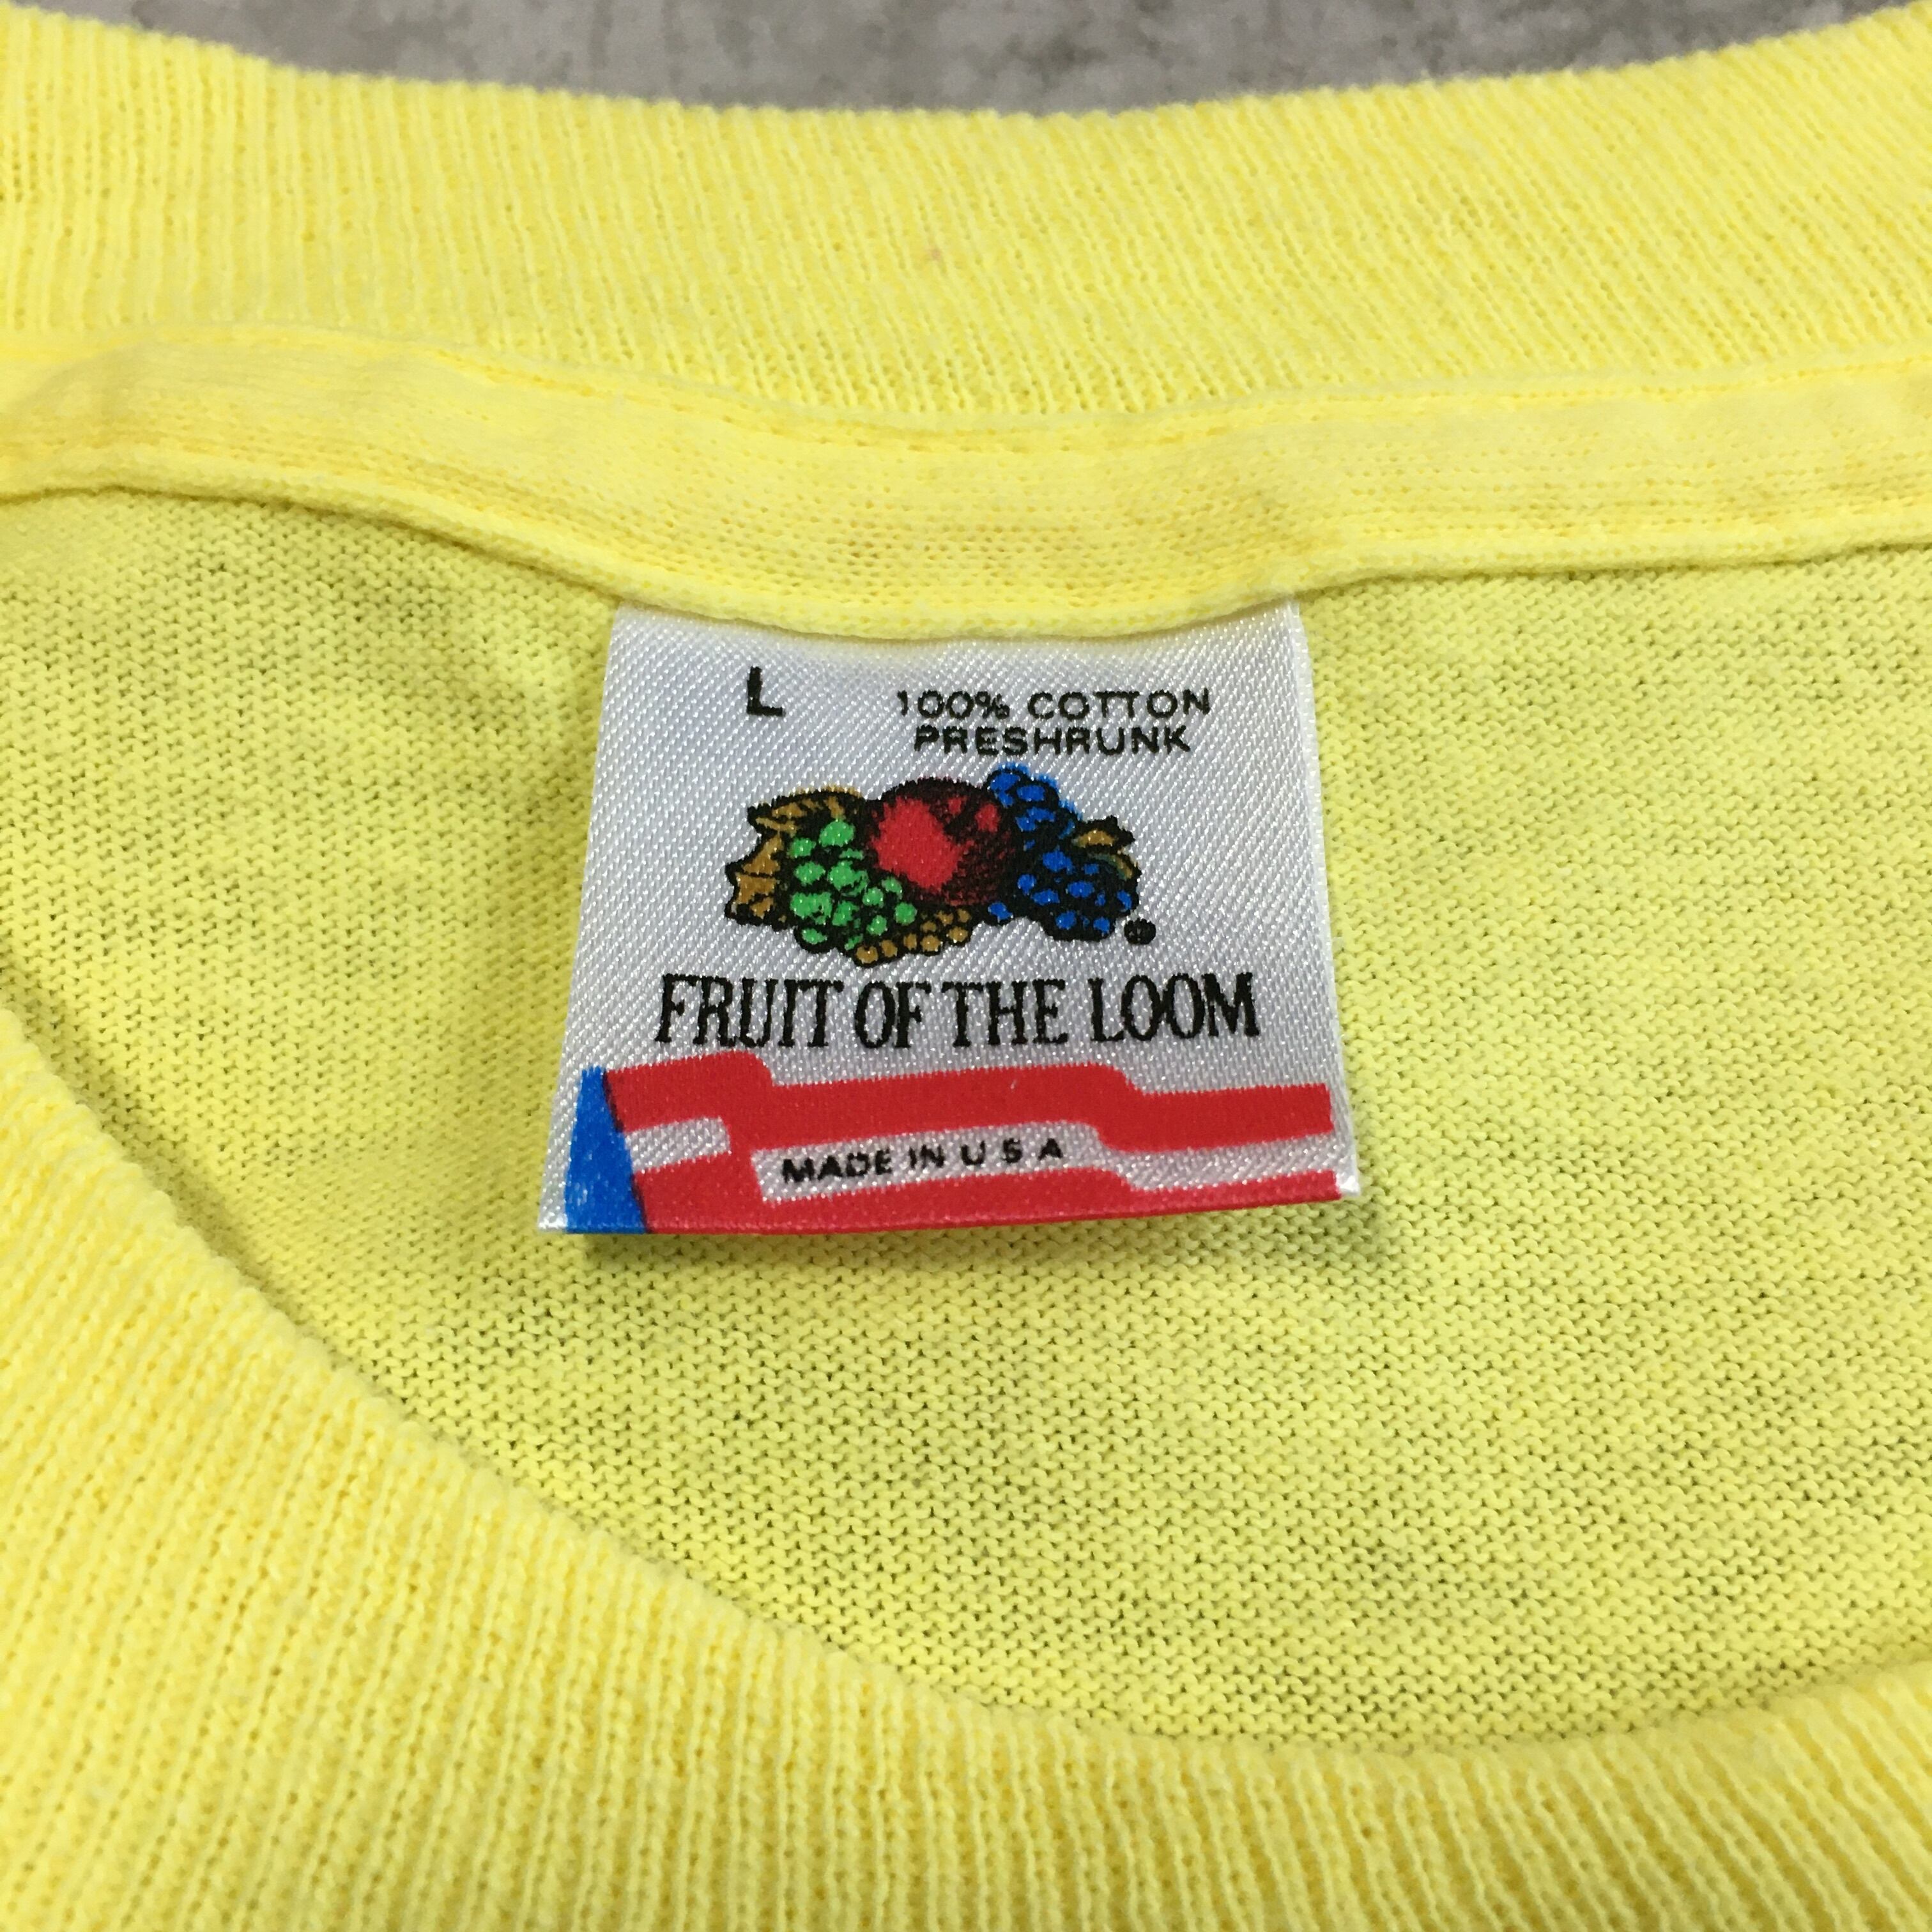 L
100% COTTON
PRESHRUNK
FRUIT OF THE LOOM
MADE IN U S A